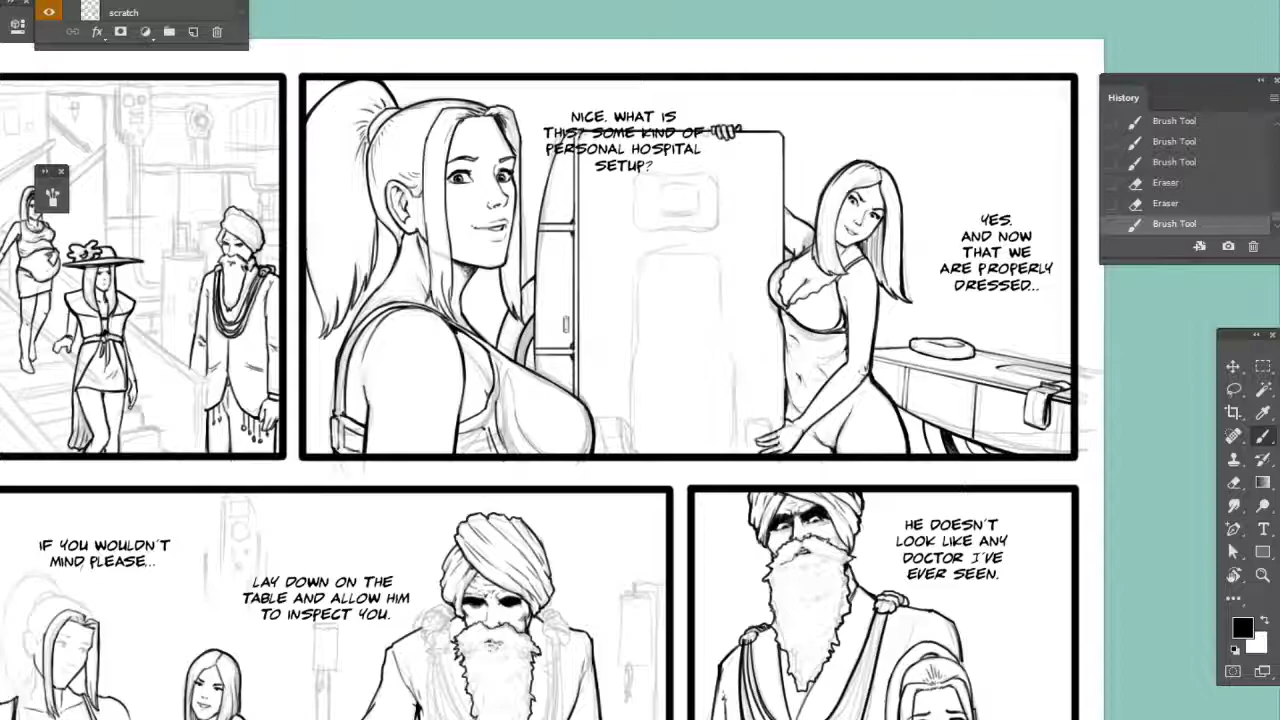 scratch
NICE. WHAT IS
THIS? SOME KIND OF
PERSONAL HOSPITAL
SETUP?
YES.
AND NOW
THAT WE
ARE PROPERLY
DRESSED...
IF YOU WOULDN'T
MIND PLEASE...
LAY DOWN ON THE
TABLE AND ALLOW HIM
TO INSPECT YOU.
HE DOESN'T
LOOK LIKE ANY
DOCTOR I'VE
EVER SEEN.
History
Brush Tool
Brush Tool
Brush Tool
Eraser
Eraser
Brush Tool